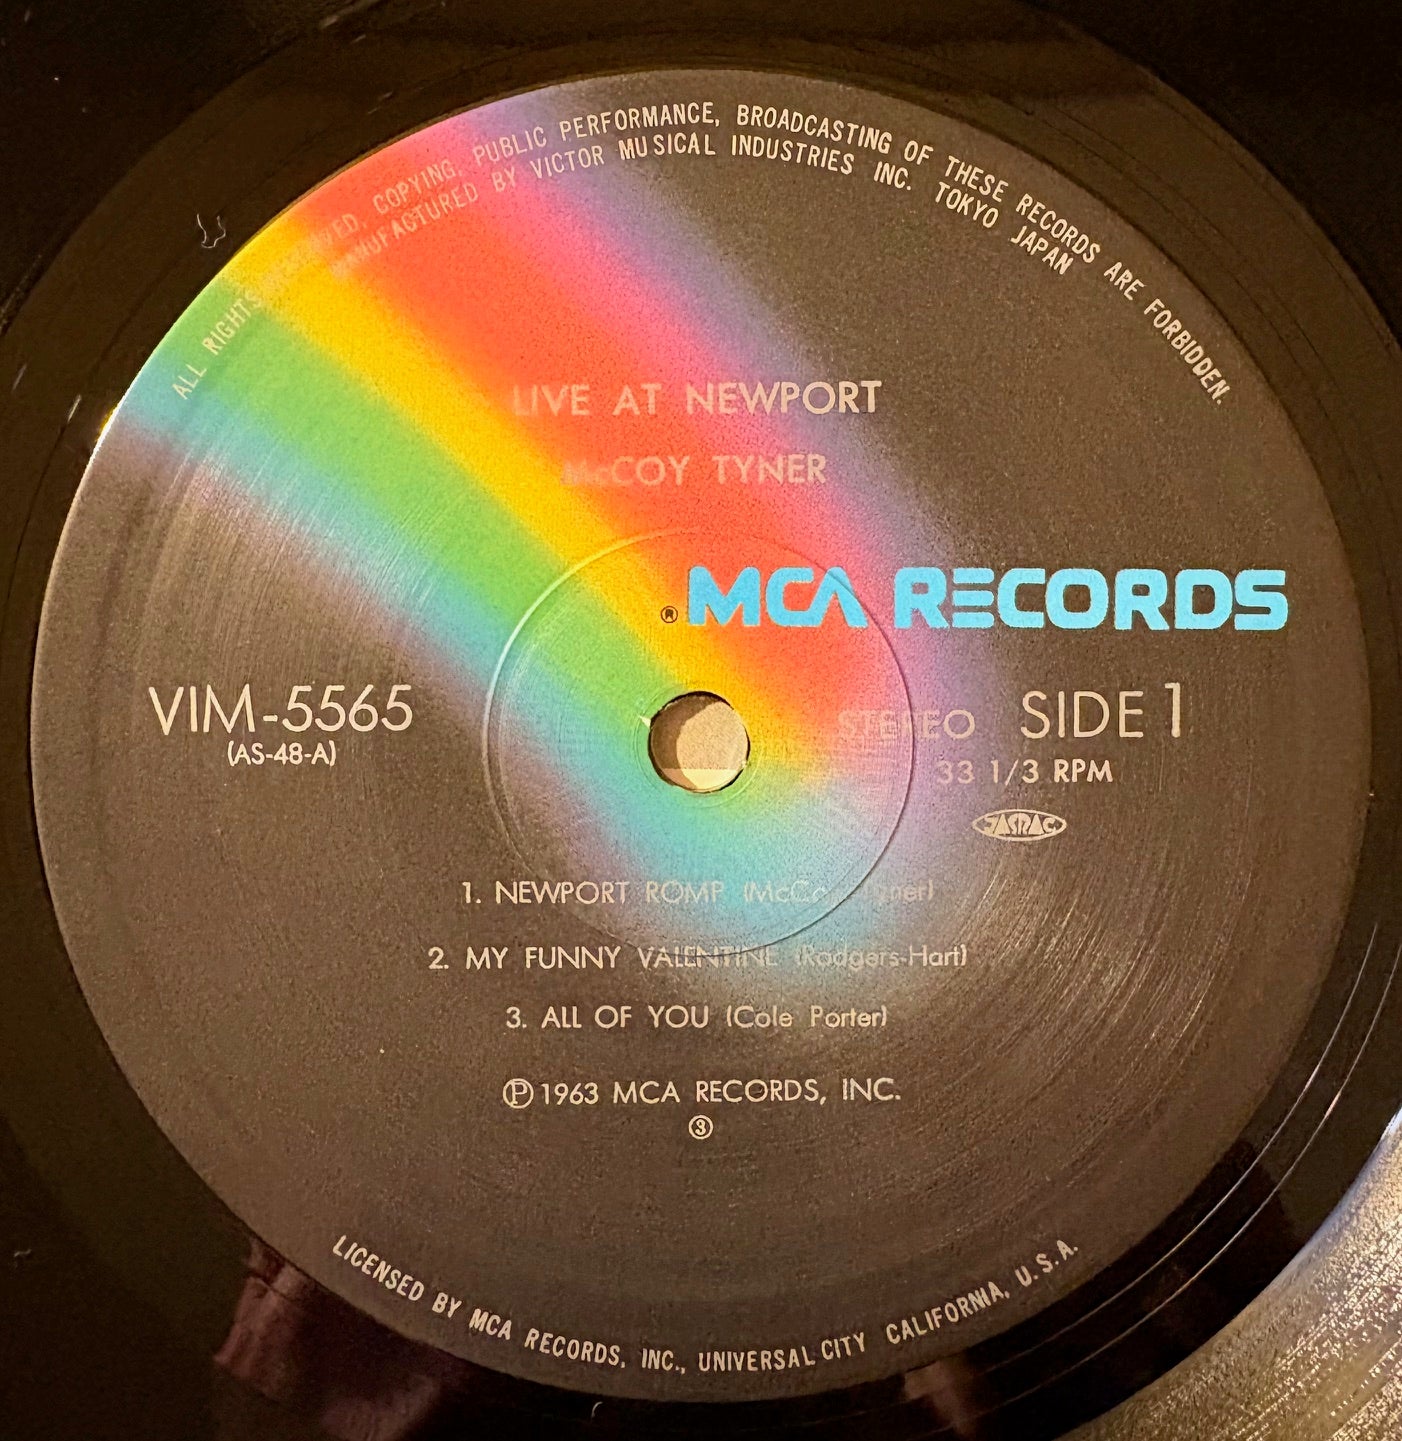 ALL RIGHTS RESERVED, COPYING, PUBLIC PERFORMANCE, BROADCASTING OF THESE RECORDS ARE FORBIDDEN.
MANUFACTURED BY VICTOR MUSICAL INDUSTRIES INC. TOKYO JAPAN
LIVE AT NEWPORT
McCOY TYNER
® MCA RECORDS
VIM-5565
(AS-48-A)
STEREO SIDE 1
33 1/3 RPM
JASRAC
1. NEWPORT ROMP (McCoy Tyner)
2. MY FUNNY VALENTINE (Rodgers-Hart)
3. ALL OF YOU (Cole Porter)
Ⓟ 1963 MCA RECORDS, INC.
③
LICENSED BY MCA RECORDS, INC., UNIVERSAL CITY CALIFORNIA, U.S.A.